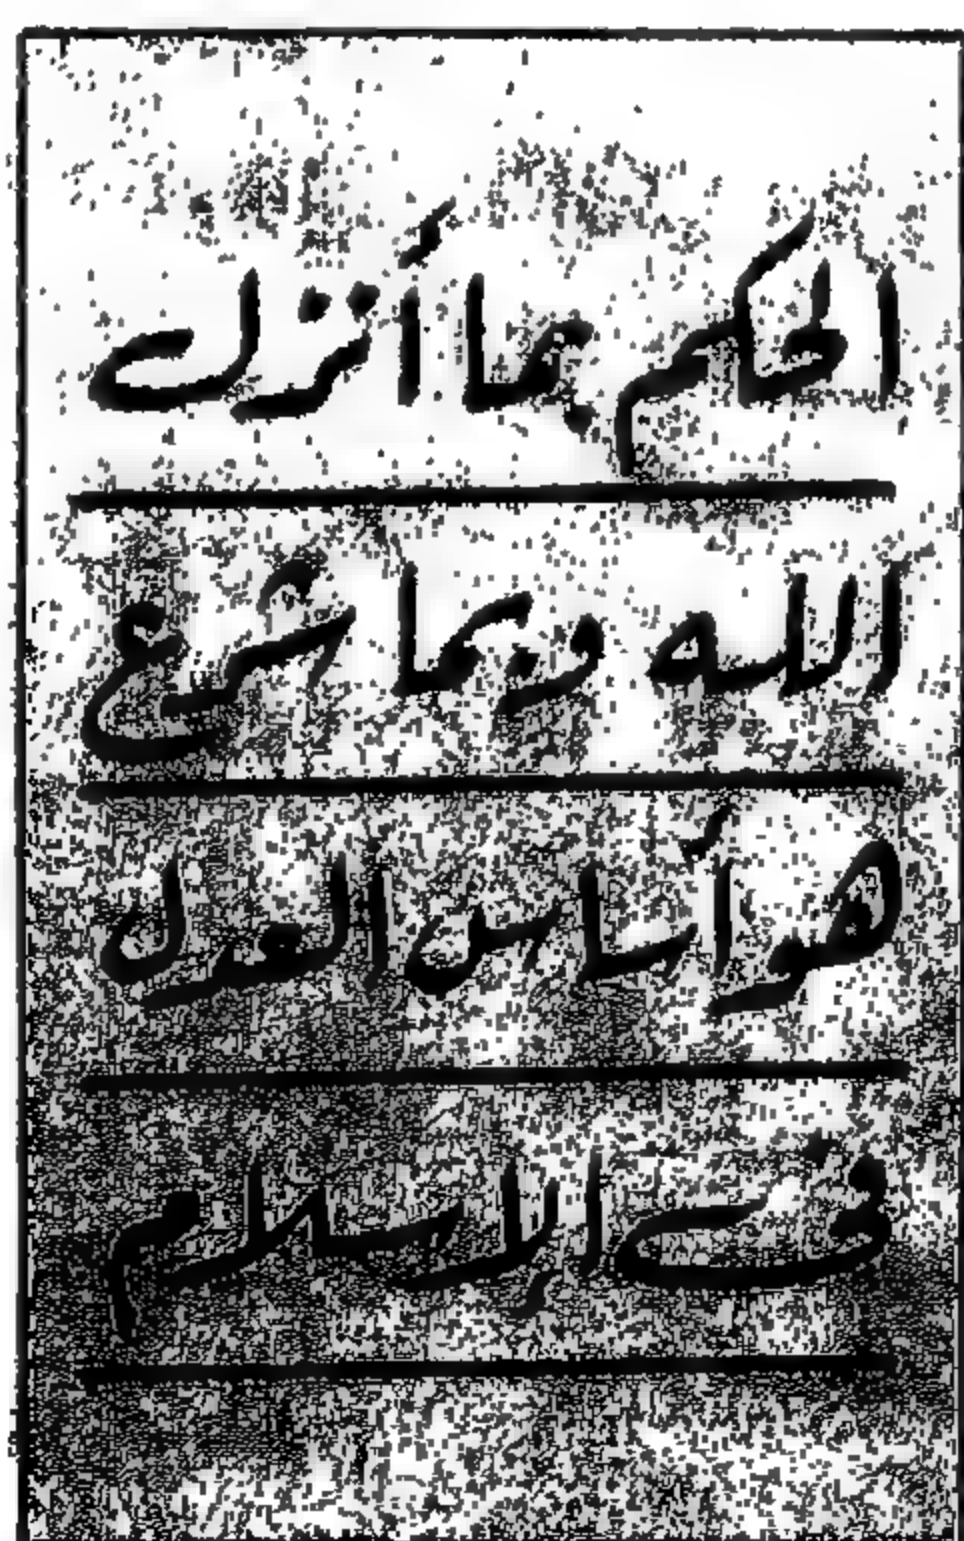 الحكم بما أنزل
الله وبما شرع
هو أساس العدل
في الإسلام